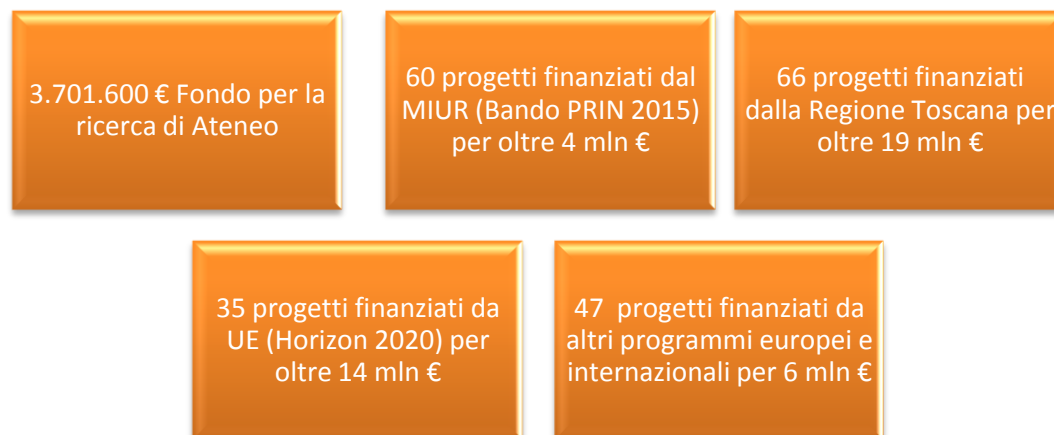 3.701.600 € Fondo per la
ricerca di Ateneo
60 progetti finanziati dal
MIUR (Bando PRIN 2015)
per oltre 4 mln €
66 progetti finanziati
dalla Regione Toscana per
oltre 19 mln €
35 progetti finanziati da
UE (Horizon 2020) per
oltre 14 mln €
47  progetti finanziati da
altri programmi europei e
internazionali per 6 mln €